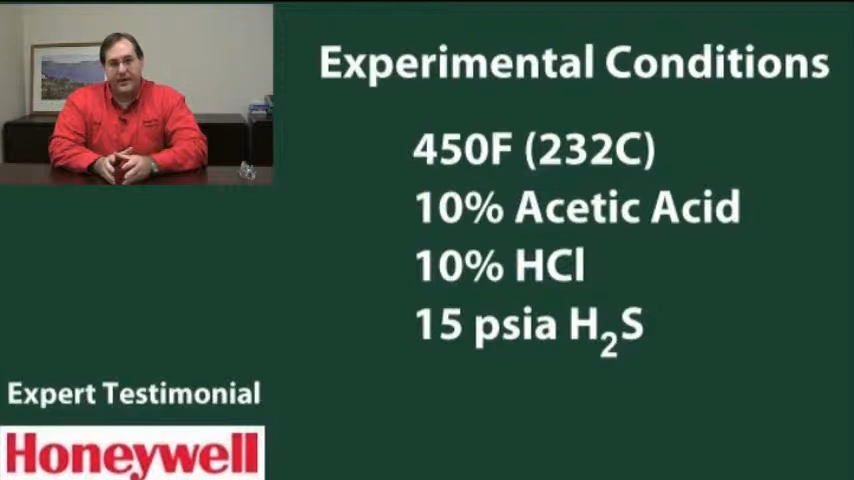 Experimental Conditions
450F (232C)
10% Acetic Acid
10% HCl
15 psia H₂S
Expert Testimonial
Honeywell